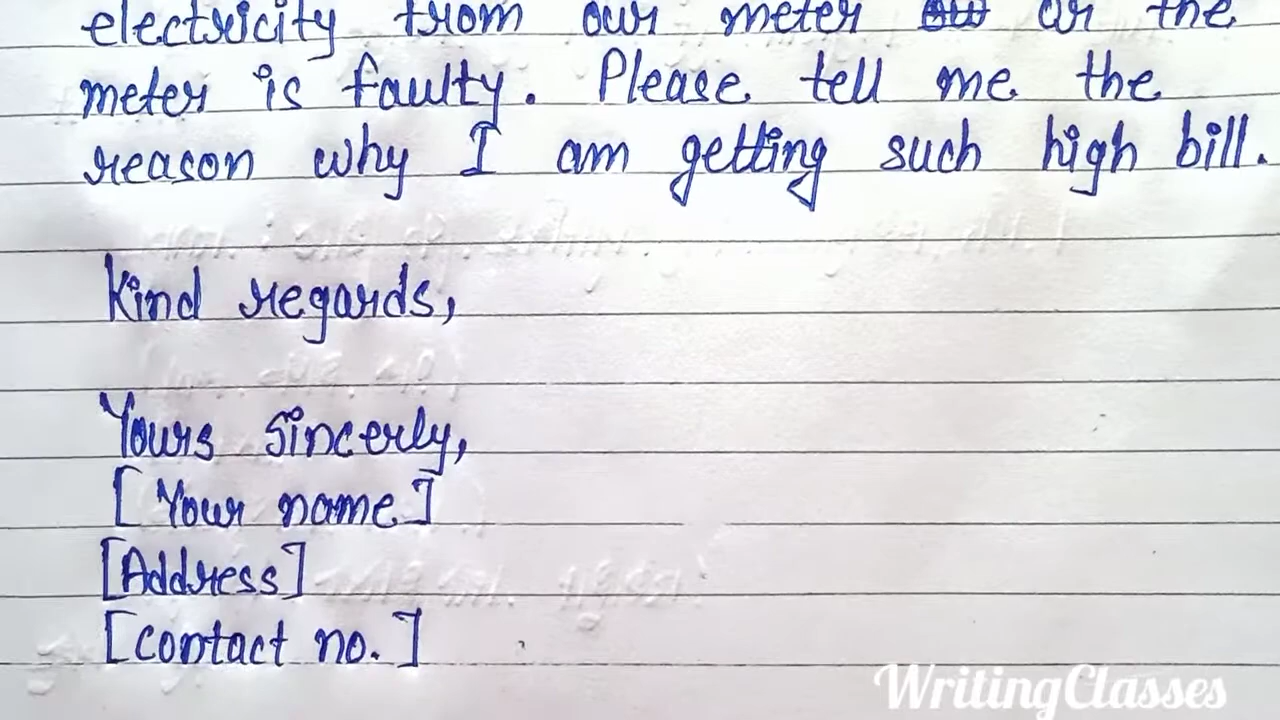 electricity from our meter or the
meter is faulty. Please tell me the
reason why I am getting such high bill.
Kind regards,
Yours Sincerly,
[Your name]
[Address]
[contact no.]
WritingClasses